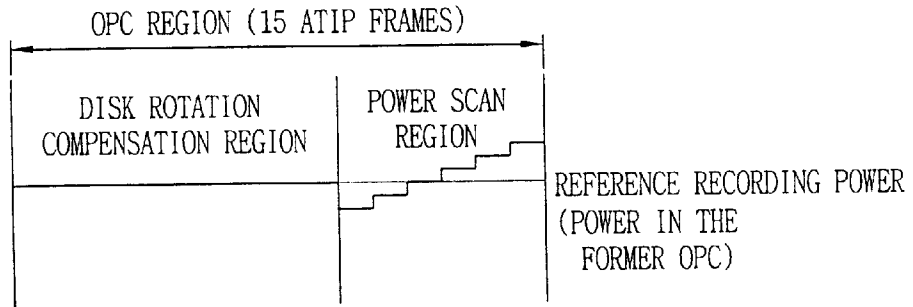 OPC REGION (15 ATIP FRAMES)
DISK ROTATION
COMPENSATION REGION
POWER SCAN
REGION
REFERENCE RECORDING POWER
(POWER IN THE
FORMER OPC)